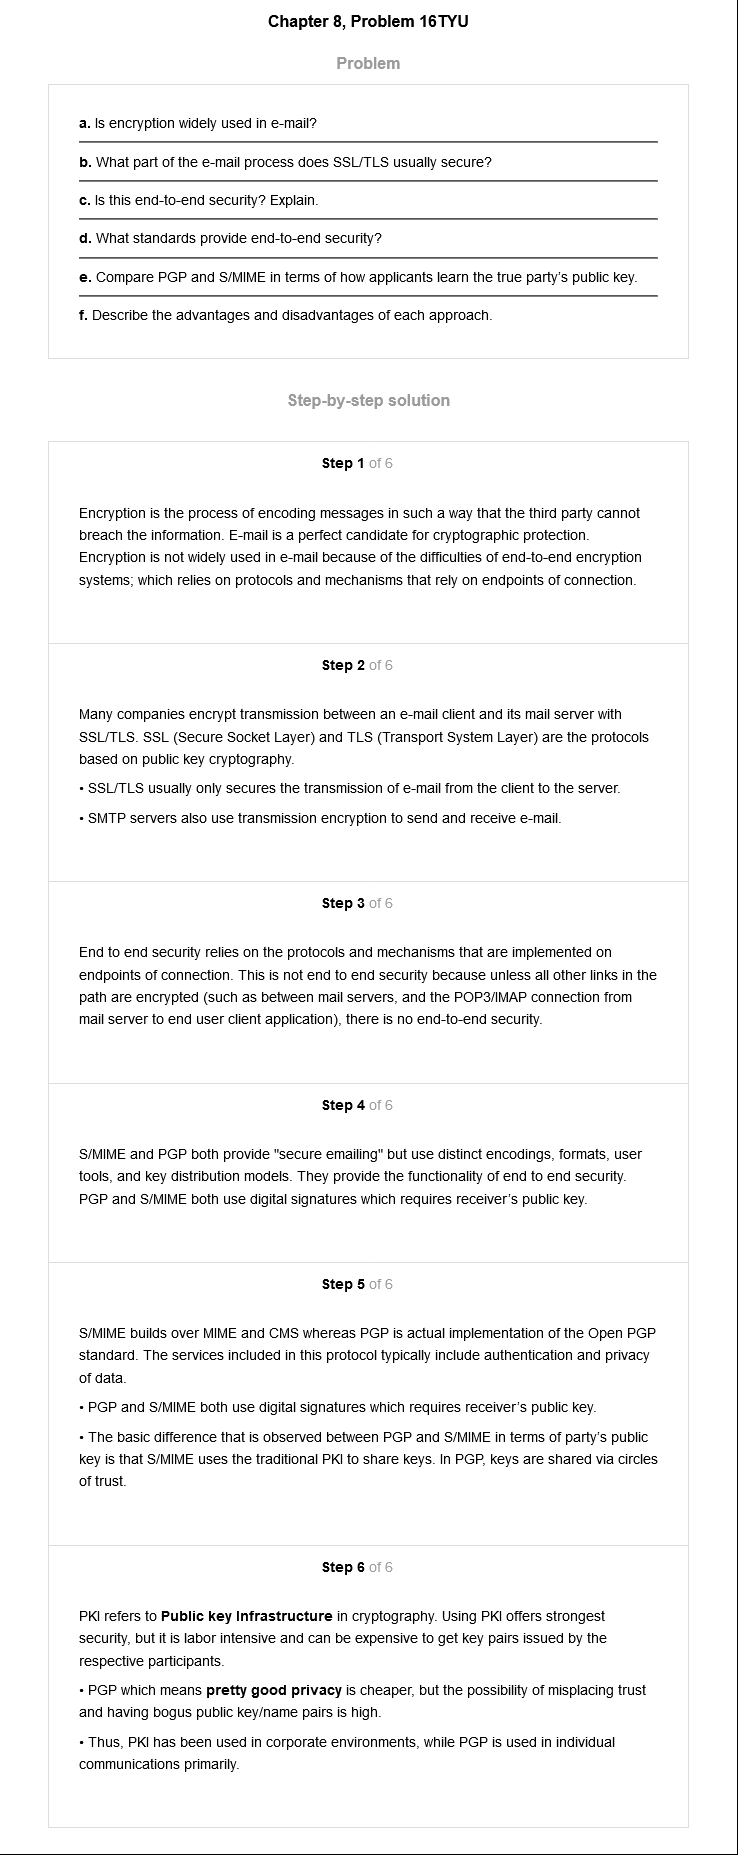 Chapter 8, Problem 16TYU
Problem
a. Is encryption widely used in e-mail?
b. What part of the e-mail process does SSL/TLS usually secure?
c. Is this end-to-end security? Explain.
d. What standards provide end-to-end security?
e. Compare PGP and S/MIME in terms of how applicants learn the true party's public key.
f. Describe the advantages and disadvantages of each approach.
Step-by-step solution
Step 1 of 6
Encryption is the process of encoding messages in such a way that the third party cannot
breach the information. E-mail is a perfect candidate for cryptographic protection.
Encryption is not widely used in e-mail because of the difficulties of end-to-end encryption
systems; which relies on protocols and mechanisms that rely on endpoints of connection.
Step 2 of 6
Many companies encrypt transmission between an e-mail client and its mail server with
SSL/TLS. SSL (Secure Socket Layer) and TLS (Transport System Layer) are the protocols
based on public key cryptography.
• SSL/TLS usually only secures the transmission of e-mail from the client to the server.
• SMTP servers also use transmission encryption to send and receive e-mail.
Step 3 of 6
End to end security relies on the protocols and mechanisms that are implemented on
endpoints of connection. This is not end to end security because unless all other links in the
path are encrypted (such as between mail servers, and the POP3/IMAP connection from
mail server to end user client application), there is no end-to-end security.
Step 4 of 6
S/MIME and PGP both provide "secure emailing" but use distinct encodings, formats, user
tools, and key distribution models. They provide the functionality of end to end security.
PGP and S/MIME both use digital signatures which requires receiver's public key.
Step 5 of 6
S/MIME builds over MIME and CMS whereas PGP is actual implementation of the Open PGP
standard. The services included in this protocol typically include authentication and privacy
of data.
• PGP and S/MIME both use digital signatures which requires receiver's public key.
• The basic difference that is observed between PGP and S/MIME in terms of party's public
key is that S/MIME uses the traditional PKI to share keys. In PGP, keys are shared via circles
of trust.
Step 6 of 6
PKI refers to Public key Infrastructure in cryptography. Using PKI offers strongest
security, but it is labor intensive and can be expensive to get key pairs issued by the
respective participants.
• PGP which means pretty good privacy is cheaper, but the possibility of misplacing trust
and having bogus public key/name pairs is high.
• Thus, PKI has been used in corporate environments, while PGP is used in individual
communications primarily.